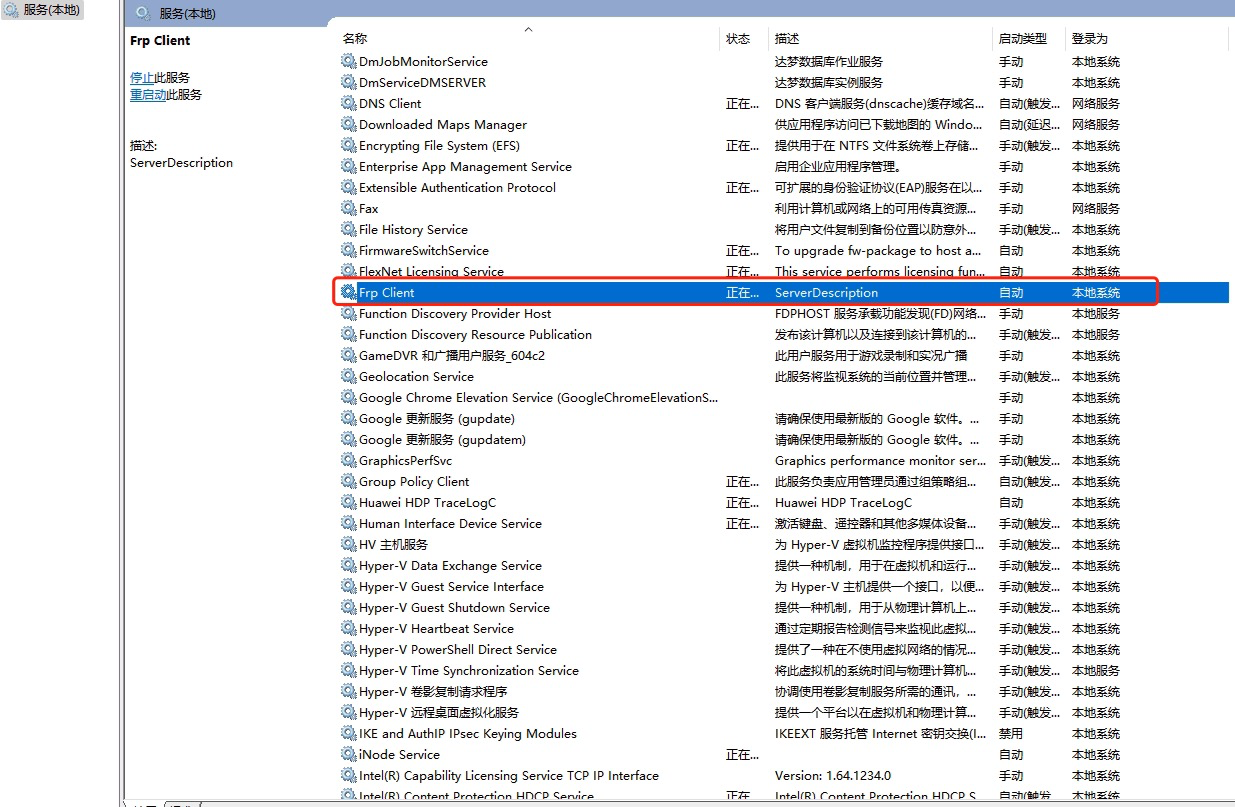 服务(本地)
服务(本地)
Frp Client
停止此服务
重启动此服务
描述:
ServerDescription
名称 状态 描述 启动类型 登录为
DmJobMonitorService 达梦数据库作业服务 手动 本地系统
DmServiceDMSERVER 达梦数据库实例服务 手动 本地系统
DNS Client 正在... DNS 客户端服务(dnscache)缓存域名... 自动(触发... 网络服务
Downloaded Maps Manager 供应用程序访问已下载地图的 Windo... 自动(延迟... 网络服务
Encrypting File System (EFS) 正在... 提供用于在 NTFS 文件系统卷上存储... 手动(触发... 本地系统
Enterprise App Management Service 启用企业应用程序管理。 手动 本地系统
Extensible Authentication Protocol 正在... 可扩展的身份验证协议(EAP)服务在以... 手动 本地系统
Fax 利用计算机或网络上的可用传真资源... 手动 网络服务
File History Service 将用户文件复制到备份位置以防意外... 手动(触发... 本地系统
FirmwareSwitchService 正在... To upgrade fw-package to host a... 自动 本地系统
FlexNet Licensing Service 正在... This service performs licensing fun... 自动 本地系统
Frp Client 正在... ServerDescription 自动 本地系统
Function Discovery Provider Host FDPHOST 服务承载功能发现(FD)网络... 手动 本地服务
Function Discovery Resource Publication 发布该计算机以及连接到该计算机的... 手动(触发... 本地服务
GameDVR 和广播用户服务_604c2 此用户服务用于游戏录制和实况广播 手动 本地系统
Geolocation Service 此服务将监视系统的当前位置并管理... 手动(触发... 本地系统
Google Chrome Elevation Service (GoogleChromeElevationS... 手动 本地系统
Google 更新服务 (gupdate) 请确保使用最新版的 Google 软件。... 手动 本地系统
Google 更新服务 (gupdatem) 请确保使用最新版的 Google 软件。... 手动 本地系统
GraphicsPerfSvc Graphics performance monitor ser... 手动(触发... 本地系统
Group Policy Client 正在... 此服务负责应用管理员通过组策略组... 自动(触发... 本地系统
Huawei HDP TraceLogC 正在... Huawei HDP TraceLogC 自动 本地系统
Human Interface Device Service 正在... 激活键盘、遥控器和其他多媒体设备... 手动(触发... 本地系统
HV 主机服务 为 Hyper-V 虚拟机监控程序提供接口... 手动(触发... 本地系统
Hyper-V Data Exchange Service 提供一种机制，用于在虚拟机和运行... 手动(触发... 本地系统
Hyper-V Guest Service Interface 为 Hyper-V 主机提供一个接口，以便... 手动(触发... 本地系统
Hyper-V Guest Shutdown Service 提供一种机制，用于从物理计算机上... 手动(触发... 本地系统
Hyper-V Heartbeat Service 通过定期报告检测信号来监视此虚拟... 手动(触发... 本地系统
Hyper-V PowerShell Direct Service 提供了一种在不使用虚拟网络的情况... 手动(触发... 本地系统
Hyper-V Time Synchronization Service 将此虚拟机的系统时间与物理计算机... 手动(触发... 本地服务
Hyper-V 卷影复制请求程序 协调使用卷影复制服务所需的通讯，... 手动(触发... 本地系统
Hyper-V 远程桌面虚拟化服务 提供一个平台以在虚拟机和物理计算... 手动(触发... 本地系统
IKE and AuthIP IPsec Keying Modules IKEEXT 服务托管 Internet 密钥交换(I... 禁用 本地系统
iNode Service 正在... 自动 本地系统
Intel(R) Capability Licensing Service TCP IP Interface Version: 1.64.1234.0 手动 本地系统
Intel(R) Content Protection HDCP Service 正在... Intel(R) Content Protection HDCP S... 自动(触发... 本地系统